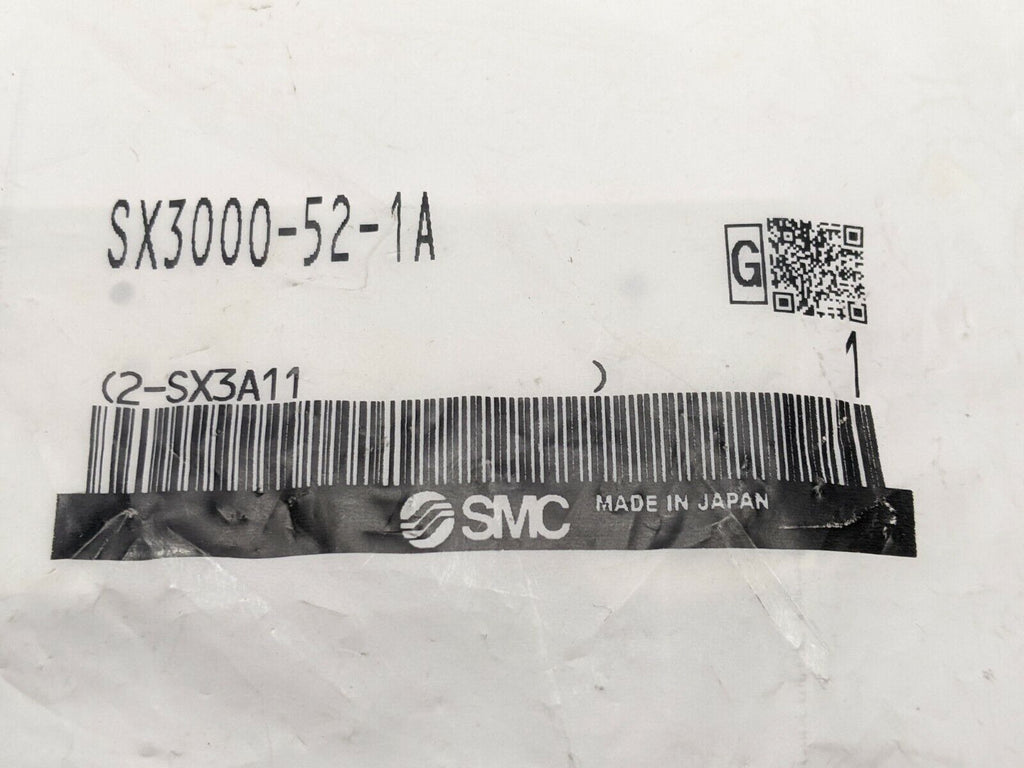 SX3000-52-1A
G
1
(2-SX3A11 )
SMC MADE IN JAPAN